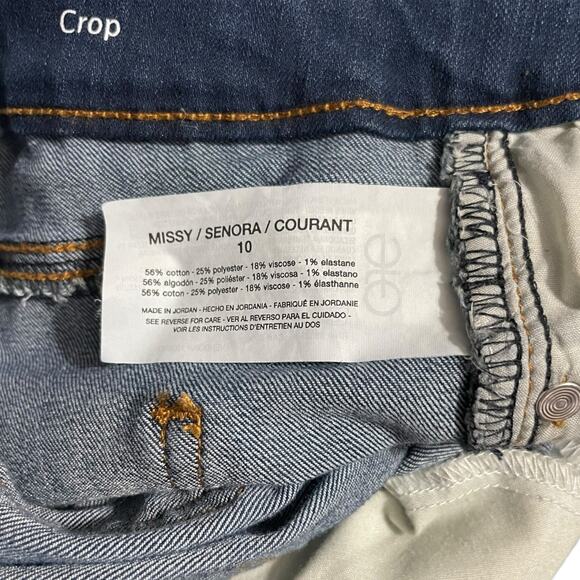 Crop
MISSY / SENORA / COURANT
10
56% cotton - 25% polyester - 18% viscose - 1% elastane
56% algodón - 25% poliéster - 18% viscosa - 1% elastano
56% coton - 25% polyester - 18% viscose - 1% élasthanne
MADE IN JORDAN - HECHO EN JORDANIA - FABRIQUÉ EN JORDANIE
SEE REVERSE FOR CARE - VER AL REVERSO PARA EL CUIDADO -
VOIR LES INSTRUCTIONS D'ENTRETIEN AU DOS